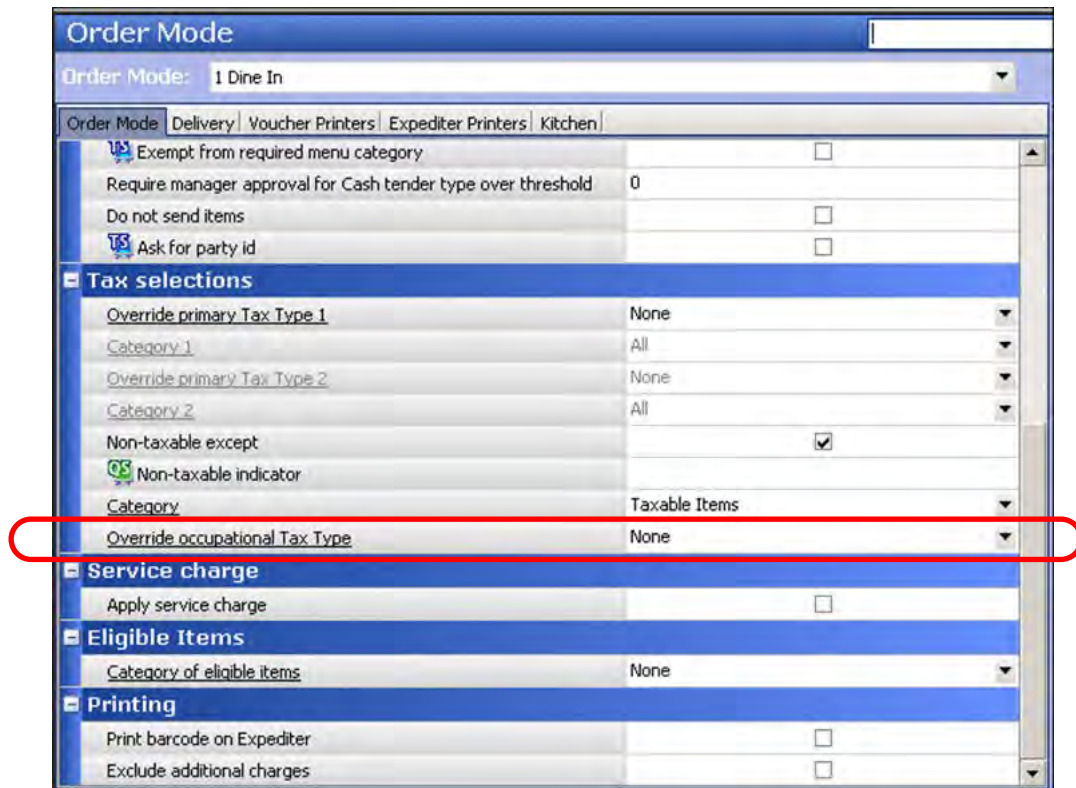 Order Mode
Order Mode: 1 Dine In
Order Mode Delivery Voucher Printers Expediter Printers Kitchen
TS Exempt from required menu category
Require manager approval for Cash tender type over threshold 0
Do not send items
TS Ask for party id
Tax selections
Override primary Tax Type 1 None
Category 1 All
Override primary Tax Type 2 None
Category 2 All
Non-taxable except
QS Non-taxable indicator
Category Taxable Items
Override occupational Tax Type None
Service charge
Apply service charge
Eligible Items
Category of eligible items None
Printing
Print barcode on Expediter
Exclude additional charges